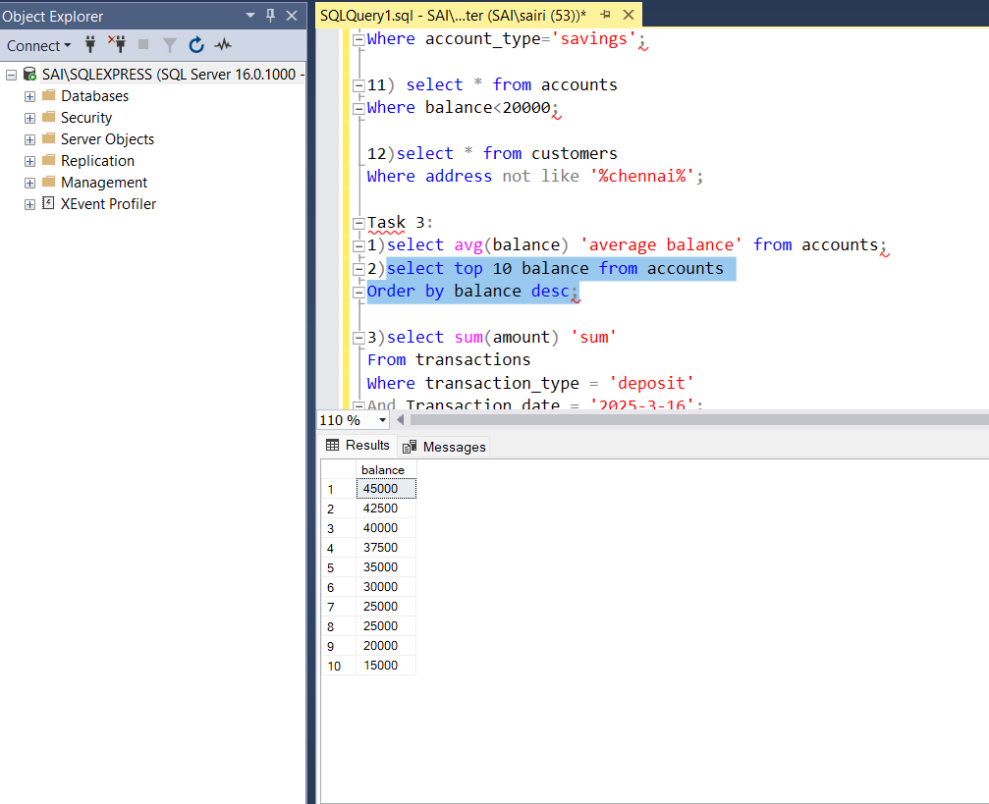 Object Explorer
Connect
SAI\SQLEXPRESS (SQL Server 16.0.1000 -
Databases
Security
Server Objects
Replication
Management
XEvent Profiler
SQLQuery1.sql - SAI\...ter (SAI\sairi (53))*
Where account_type='savings';
11) select * from accounts
Where balance<20000;
12)select * from customers
Where address not like '%chennai%';
Task 3:
1)select avg(balance) 'average balance' from accounts;
2)select top 10 balance from accounts
Order by balance desc;
3)select sum(amount) 'sum'
From transactions
Where transaction_type = 'deposit'
And Transaction_date = '2025-3-16';
110 %
Results Messages
balance
1 45000
2 42500
3 40000
4 37500
5 35000
6 30000
7 25000
8 25000
9 20000
10 15000